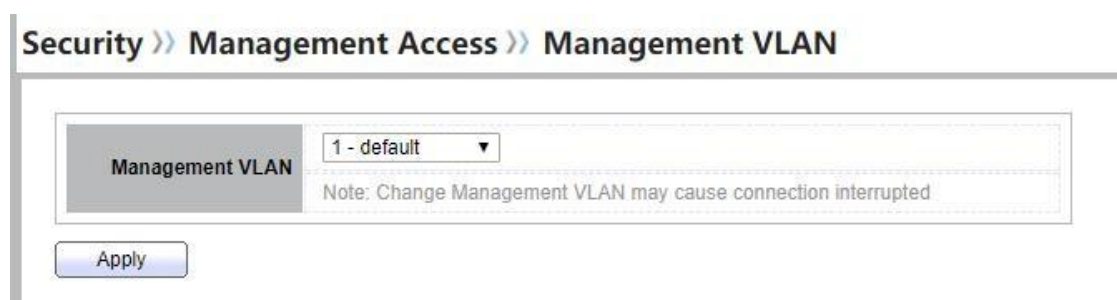 Security》Management Access》Management VLAN
1 - default
Management VLAN
Note: Change Management VLAN may cause connection interrupted
Apply